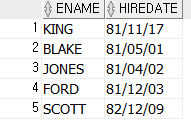 ENAME HIREDATE
1 KING 81/11/17
2 BLAKE 81/05/01
3 JONES 81/04/02
4 FORD 81/12/03
5 SCOTT 82/12/09